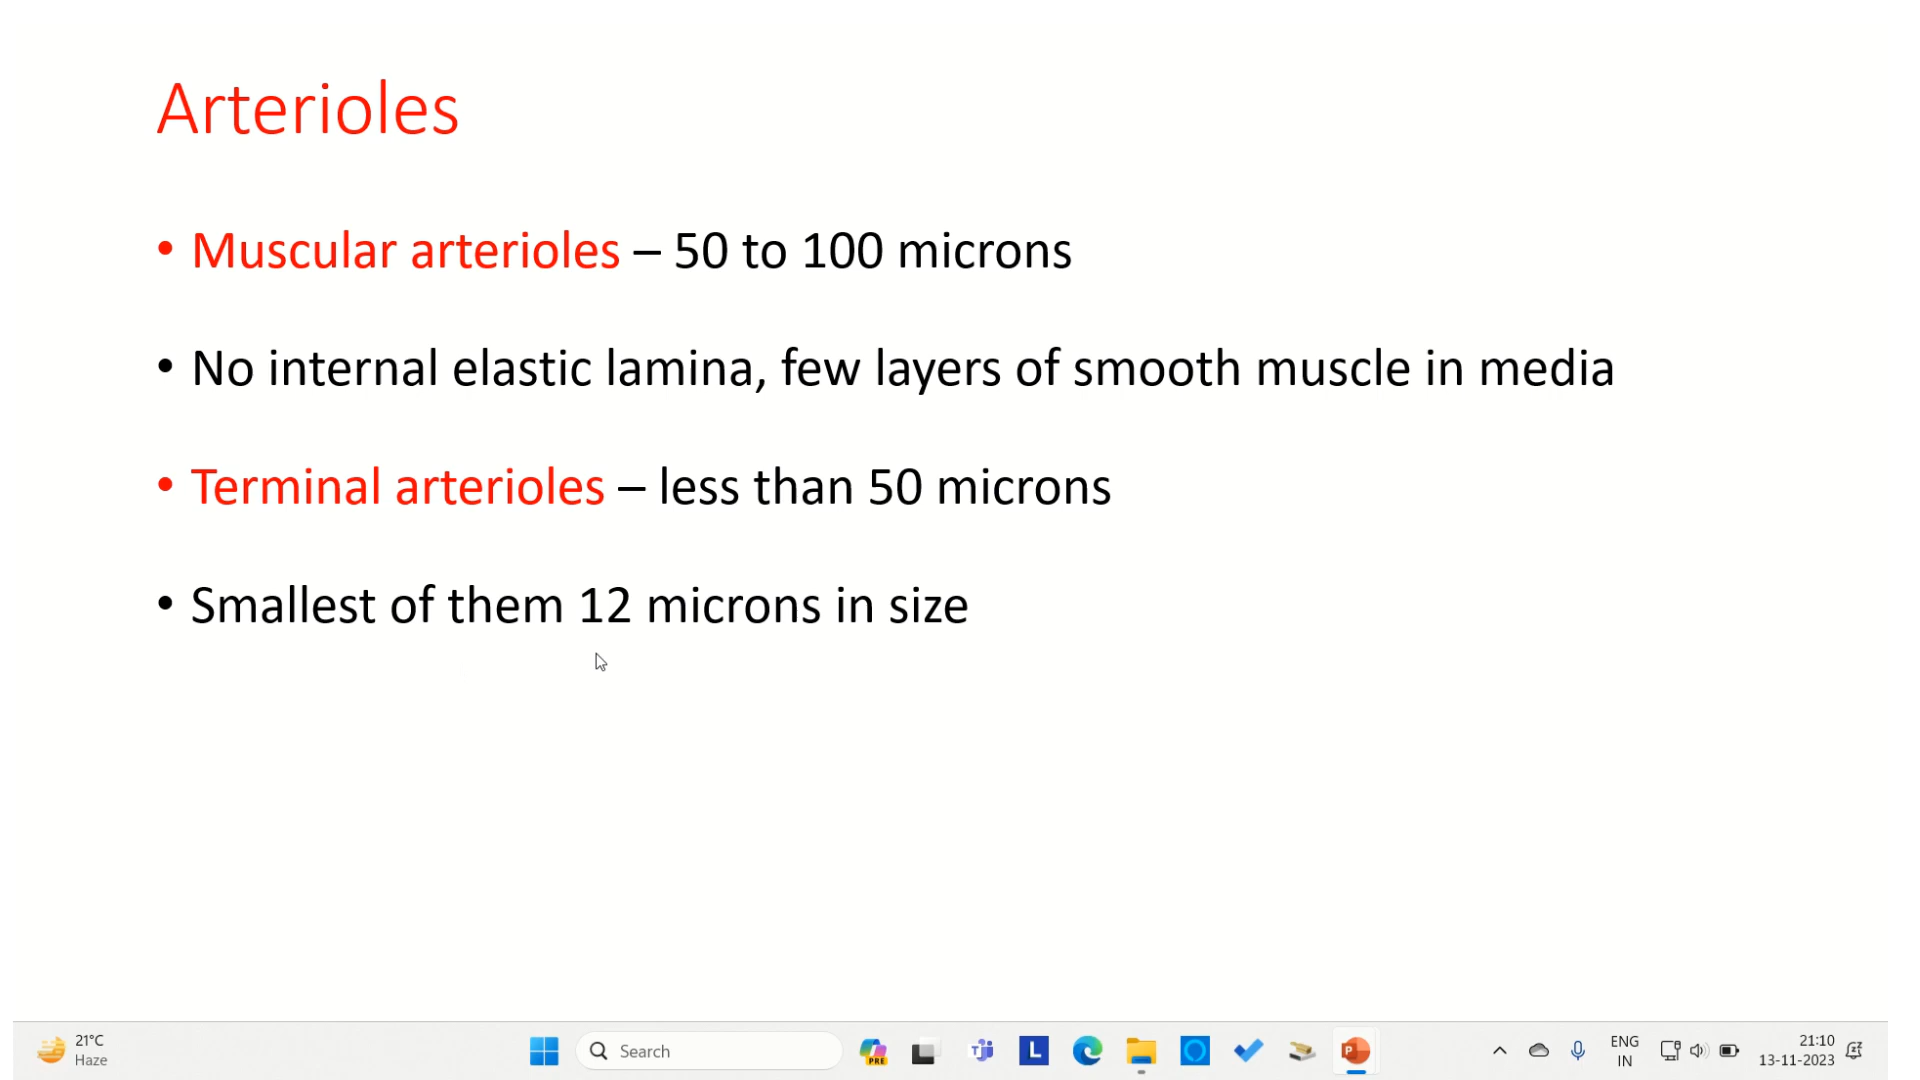 Arterioles
• Muscular arterioles – 50 to 100 microns
• No internal elastic lamina, few layers of smooth muscle in media
• Terminal arterioles – less than 50 microns
• Smallest of them 12 microns in size
21°C
Haze
Search
PRE
L
ENG
IN
21:10
13-11-2023